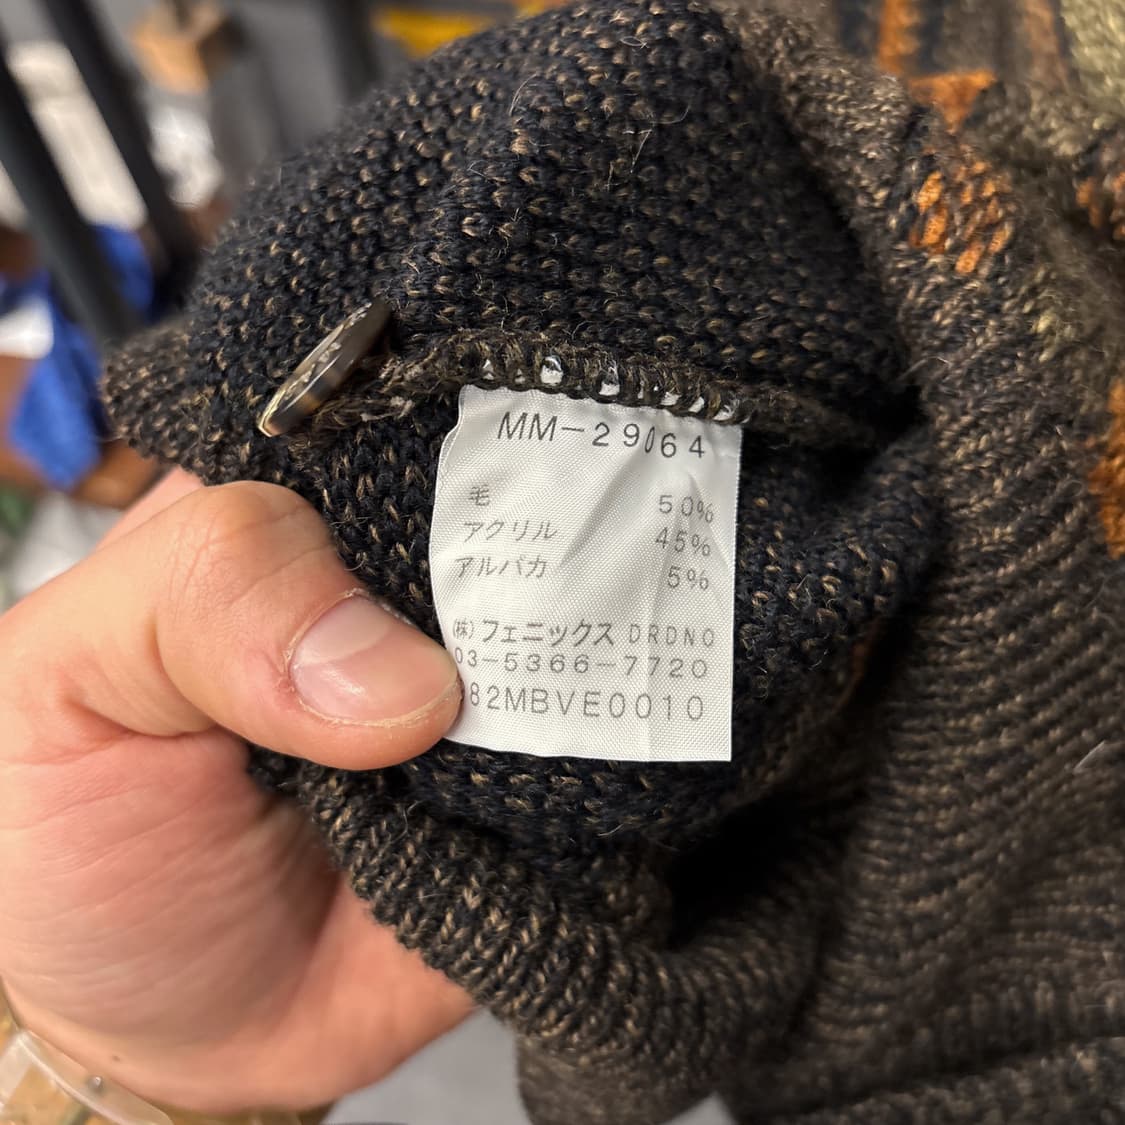 MM-29064
毛 50%
アクリル 45%
アルパカ 5%
(株)フェニックス DRDNO
03-5366-7720
982MBVE0010